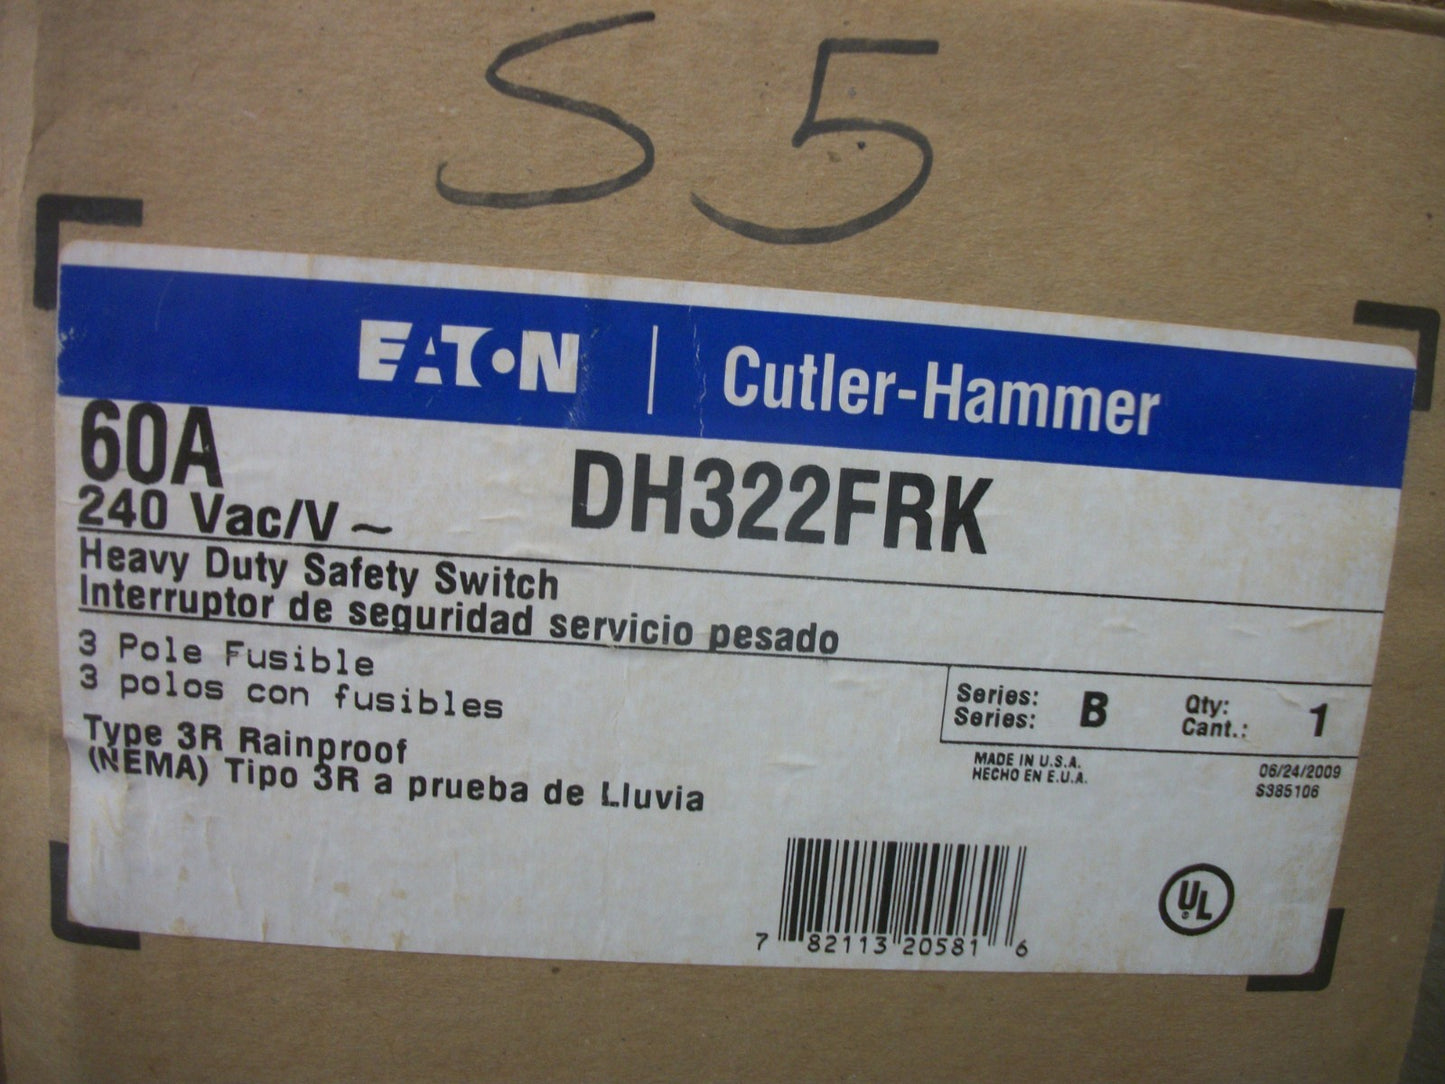 S5
EATON | Cutler-Hammer
60A
DH322FRK
240 Vac/V ~
Heavy Duty Safety Switch
Interruptor de seguridad servicio pesado
3 Pole Fusible
3 polos con fusibles
Type 3R Rainproof
(NEMA) Tipo 3R a prueba de Lluvia
Series: B Qty: 1
Series: Cant.:
MADE IN U.S.A.
HECHO EN E.U.A.
06/24/2009
S385106
7 82113 20581 6
UL